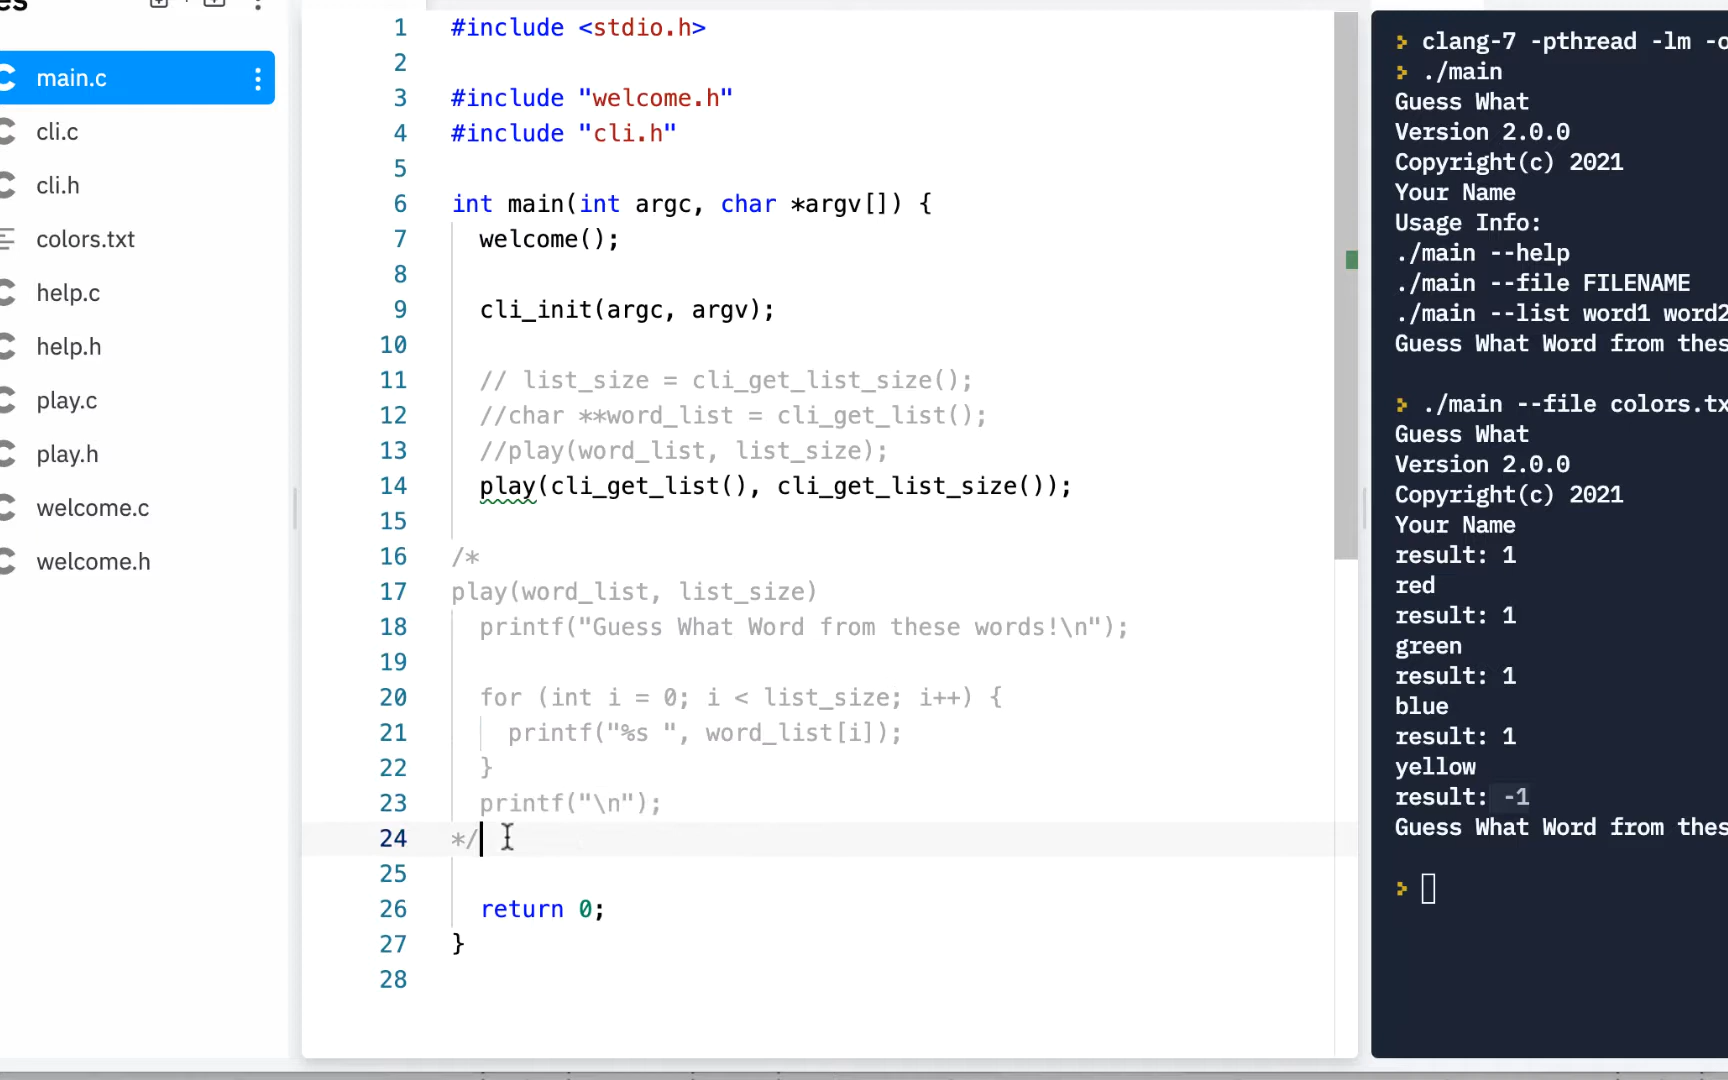 main.c
cli.c
cli.h
colors.txt
help.c
help.h
play.c
play.h
welcome.c
welcome.h
1 #include <stdio.h>
2
3 #include "welcome.h"
4 #include "cli.h"
5
6 int main(int argc, char *argv[]) {
7 welcome();
8
9 cli_init(argc, argv);
10
11 // list_size = cli_get_list_size();
12 //char **word_list = cli_get_list();
13 //play(word_list, list_size);
14 play(cli_get_list(), cli_get_list_size());
15
16 /*
17 play(word_list, list_size)
18 printf("Guess What Word from these words!\n");
19
20 for (int i = 0; i < list_size; i++) {
21 printf("%s ", word_list[i]);
22 }
23 printf("\n");
24 */
25
26 return 0;
27 }
28
> clang-7 -pthread -lm -o
> ./main
Guess What
Version 2.0.0
Copyright(c) 2021
Your Name
Usage Info:
./main --help
./main --file FILENAME
./main --list word1 word2
Guess What Word from thes
> ./main --file colors.tx
Guess What
Version 2.0.0
Copyright(c) 2021
Your Name
result: 1
red
result: 1
green
result: 1
blue
result: 1
yellow
result: -1
Guess What Word from thes
>